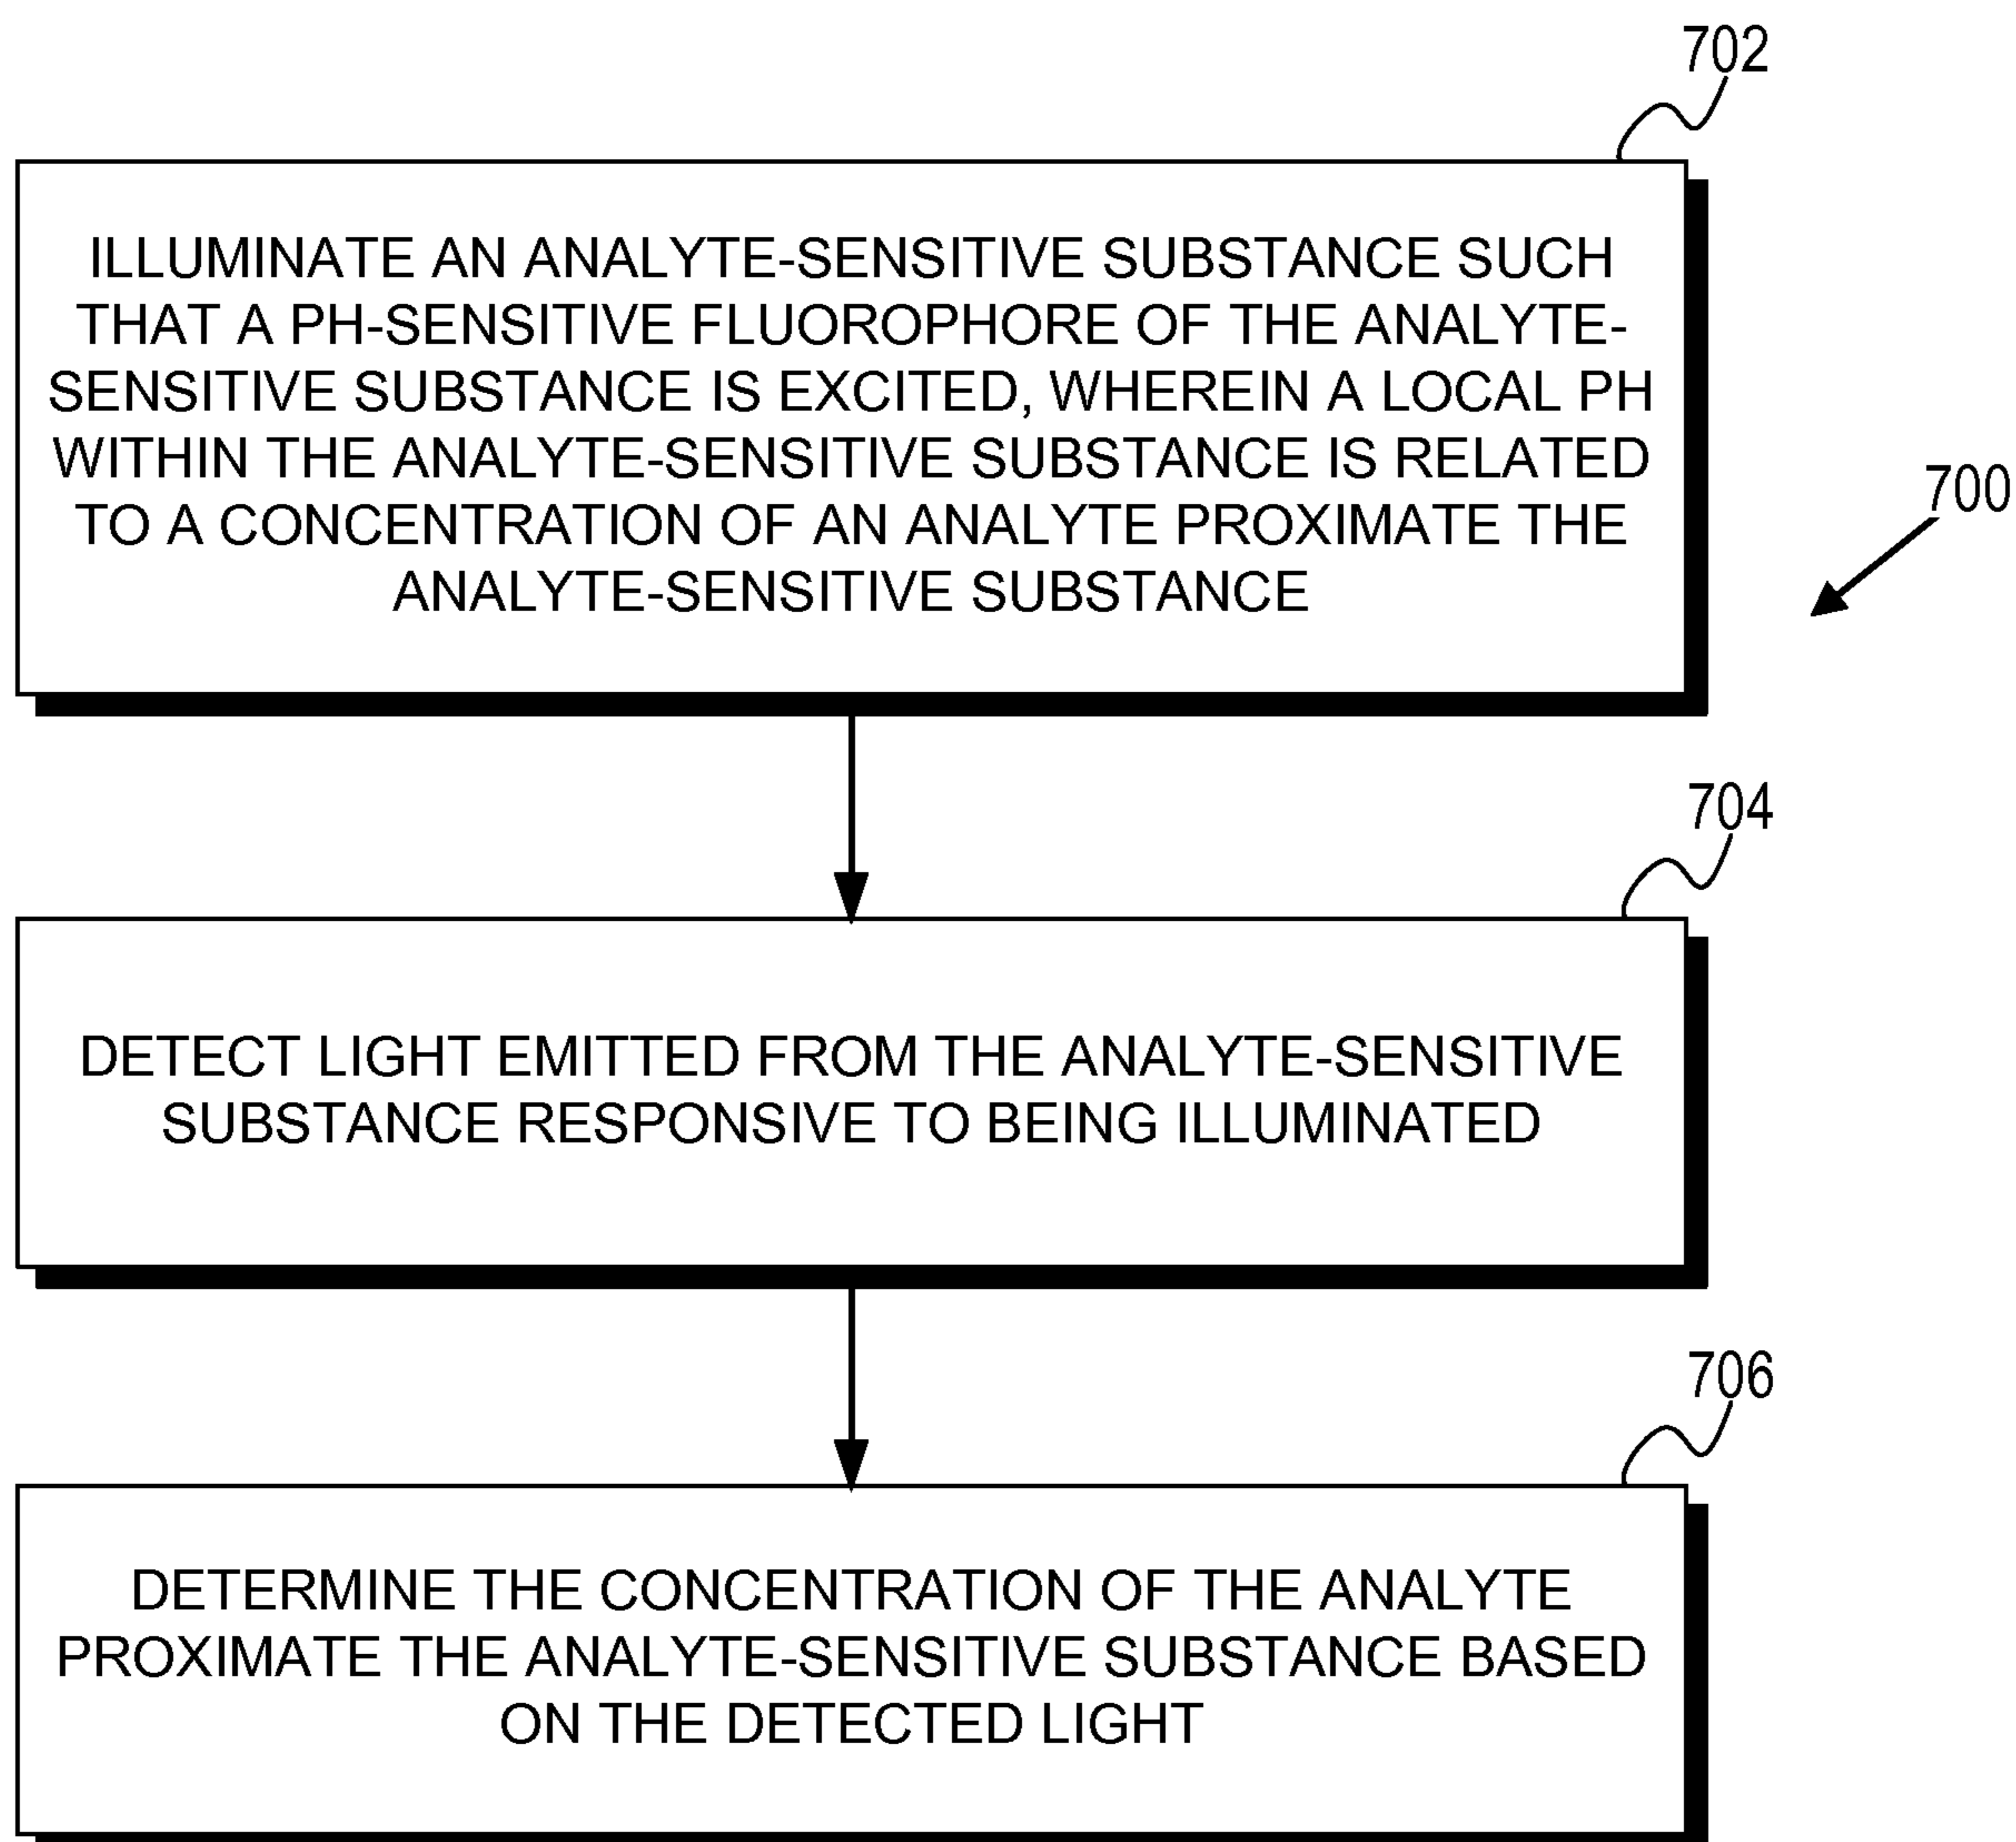 702
ILLUMINATE AN ANALYTE-SENSITIVE SUBSTANCE SUCH
THAT A PH-SENSITIVE FLUOROPHORE OF THE ANALYTE-
SENSITIVE SUBSTANCE IS EXCITED, WHEREIN A LOCAL PH
WITHIN THE ANALYTE-SENSITIVE SUBSTANCE IS RELATED
TO A CONCENTRATION OF AN ANALYTE PROXIMATE THE
ANALYTE-SENSITIVE SUBSTANCE
700
704
DETECT LIGHT EMITTED FROM THE ANALYTE-SENSITIVE
SUBSTANCE RESPONSIVE TO BEING ILLUMINATED
706
DETERMINE THE CONCENTRATION OF THE ANALYTE
PROXIMATE THE ANALYTE-SENSITIVE SUBSTANCE BASED
ON THE DETECTED LIGHT